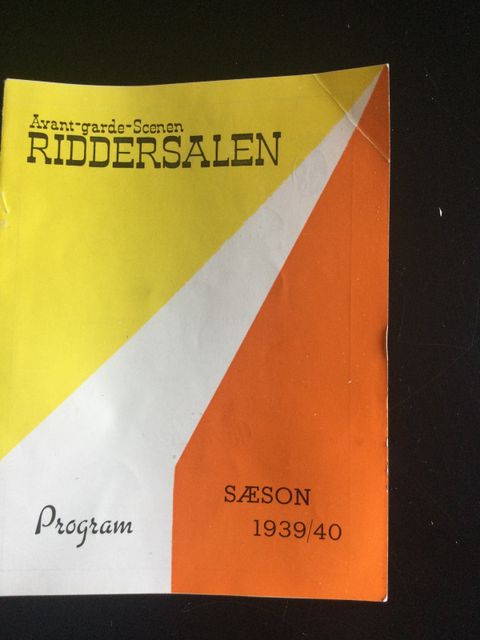 Avant-garde-Scenen
RIDDERSALEN
Program
SÆSON
1939/40